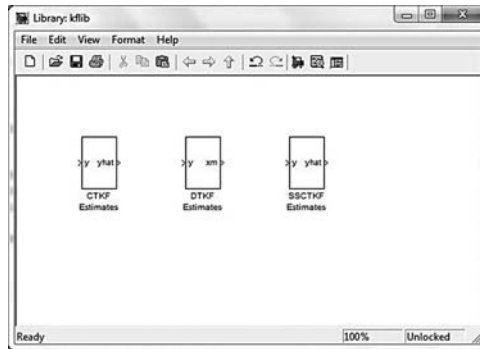 Library: kflib
File Edit View Format Help
y yhat
CTKF
Estimates
y xm
DTKF
Estimates
y yhat
SSCTKF
Estimates
Ready 100% Unlocked